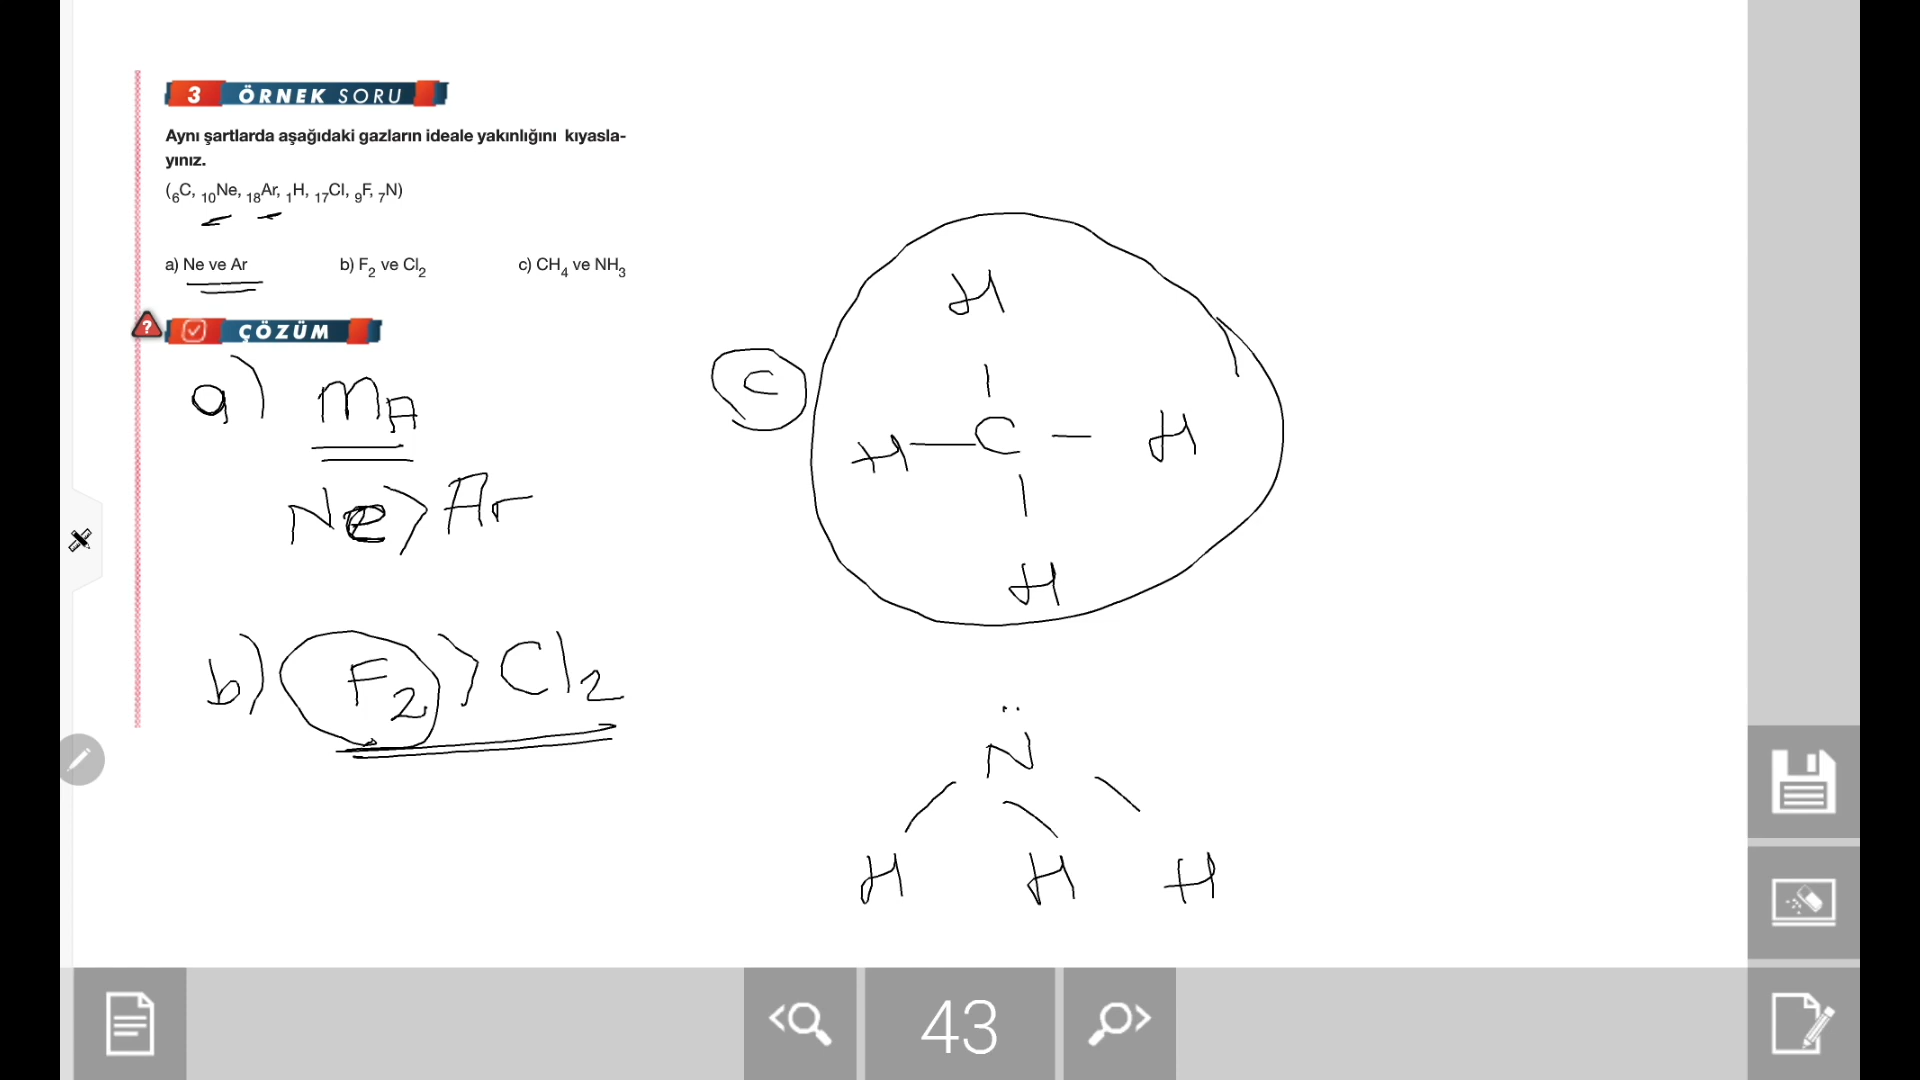 3 ÖRNEK SORU
Aynı şartlarda aşağıdaki gazların ideale yakınlığını kıyasla-
yınız.
(₆C, ₁₀Ne, ₁₈Ar, ₁H, ₁₇Cl, ₉F, ₇N)
a) Ne ve Ar b) F₂ ve Cl₂ c) CH₄ ve NH₃
? ÇÖZÜM
a) mA
Ne > Ar
b) F₂ > Cl₂
C
H
H — C — H
H
N
H H H
43